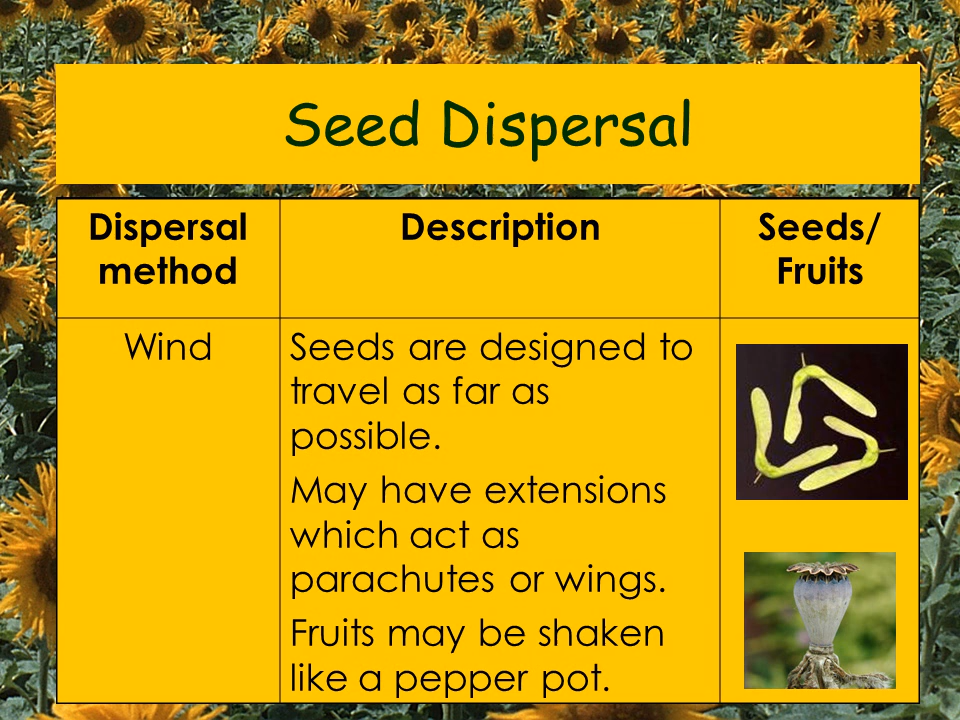 Seed Dispersal
Dispersal
method
Description
Seeds/
Fruits
Wind
Seeds are designed to
travel as far as
possible.
May have extensions
which act as
parachutes or wings.
Fruits may be shaken
like a pepper pot.